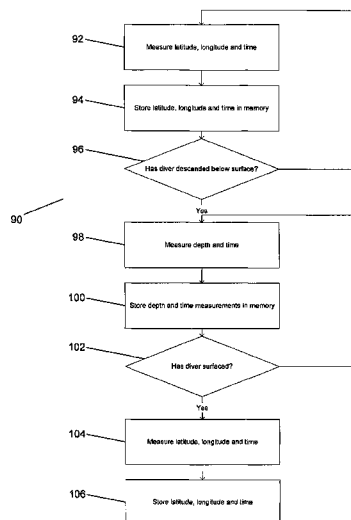 92
Measure latitude, longitude and time
94
Store latitude, longitude and time in memory
96
Has diver descended below surface?
90
Yes
98
Measure depth and time
100
Store depth and time measurements in memory
102
Has diver surfaced?
Yes
104
Measure latitude, longitude and time
106
Store latitude, longitude and time